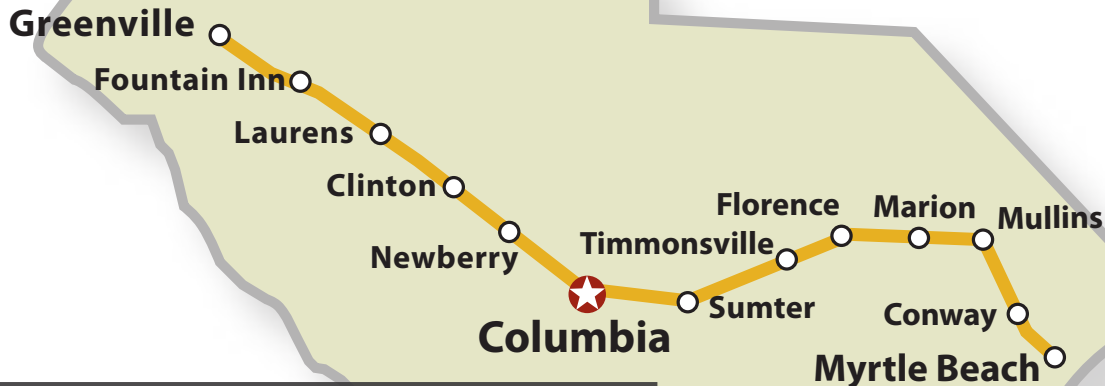 Greenville
Fountain Inn
Laurens
Clinton
Newberry
Columbia
Sumter
Timmonsville
Florence
Marion
Mullins
Conway
Myrtle Beach